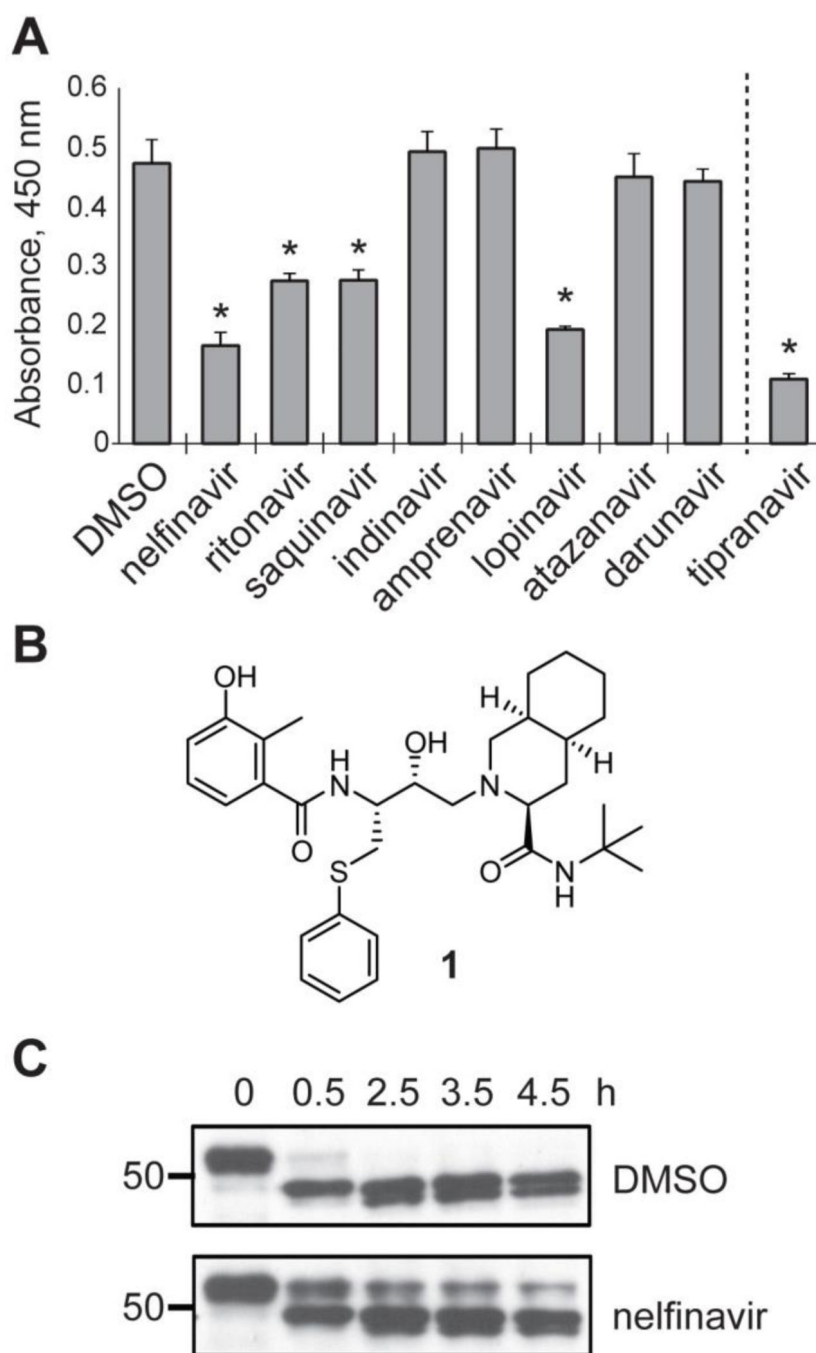 A
Absorbance, 450 nm
0.6
0.5
0.4
0.3
0.2
0.1
0
* * * * *
DMSO
nelfinavir
ritonavir
saquinavir
indinavir
amprenavir
lopinavir
atazanavir
darunavir
tipranavir
B
OH
H
N
OH
O
S
N
H
H
O
N
H
1
C
0 0.5 2.5 3.5 4.5 h
50
DMSO
50
nelfinavir